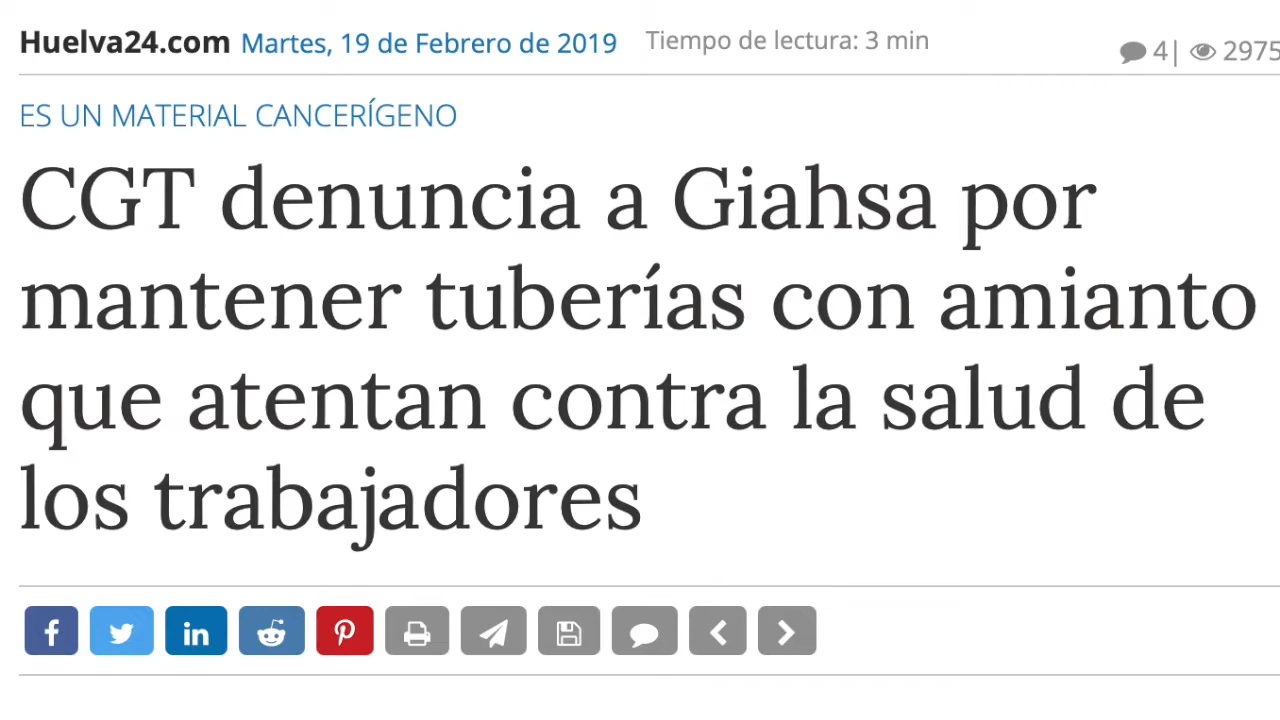 Huelva24.com Martes, 19 de Febrero de 2019 Tiempo de lectura: 3 min 4| 2975
ES UN MATERIAL CANCERÍGENO
CGT denuncia a Giahsa por
mantener tuberías con amianto
que atentan contra la salud de
los trabajadores